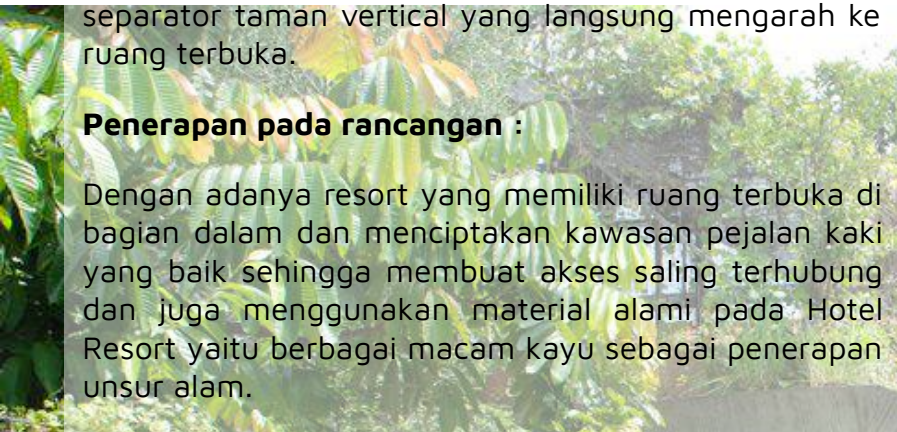 separator taman vertical yang langsung mengarah ke
ruang terbuka.
Penerapan pada rancangan :
Dengan adanya resort yang memiliki ruang terbuka di
bagian dalam dan menciptakan kawasan pejalan kaki
yang baik sehingga membuat akses saling terhubung
dan juga menggunakan material alami pada Hotel
Resort yaitu berbagai macam kayu sebagai penerapan
unsur alam.